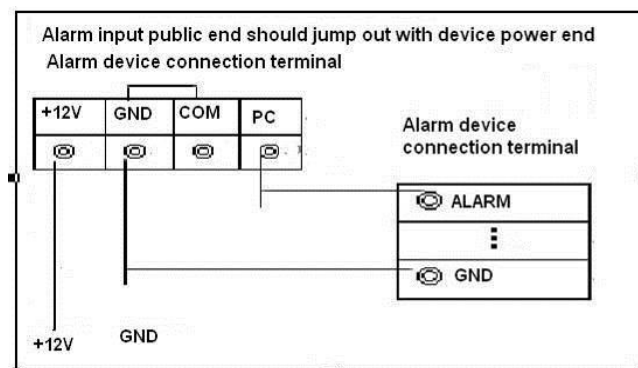 Alarm input public end should jump out with device power end
Alarm device connection terminal
+12V GND COM PC
Alarm device
connection terminal
ALARM
GND
+12V GND